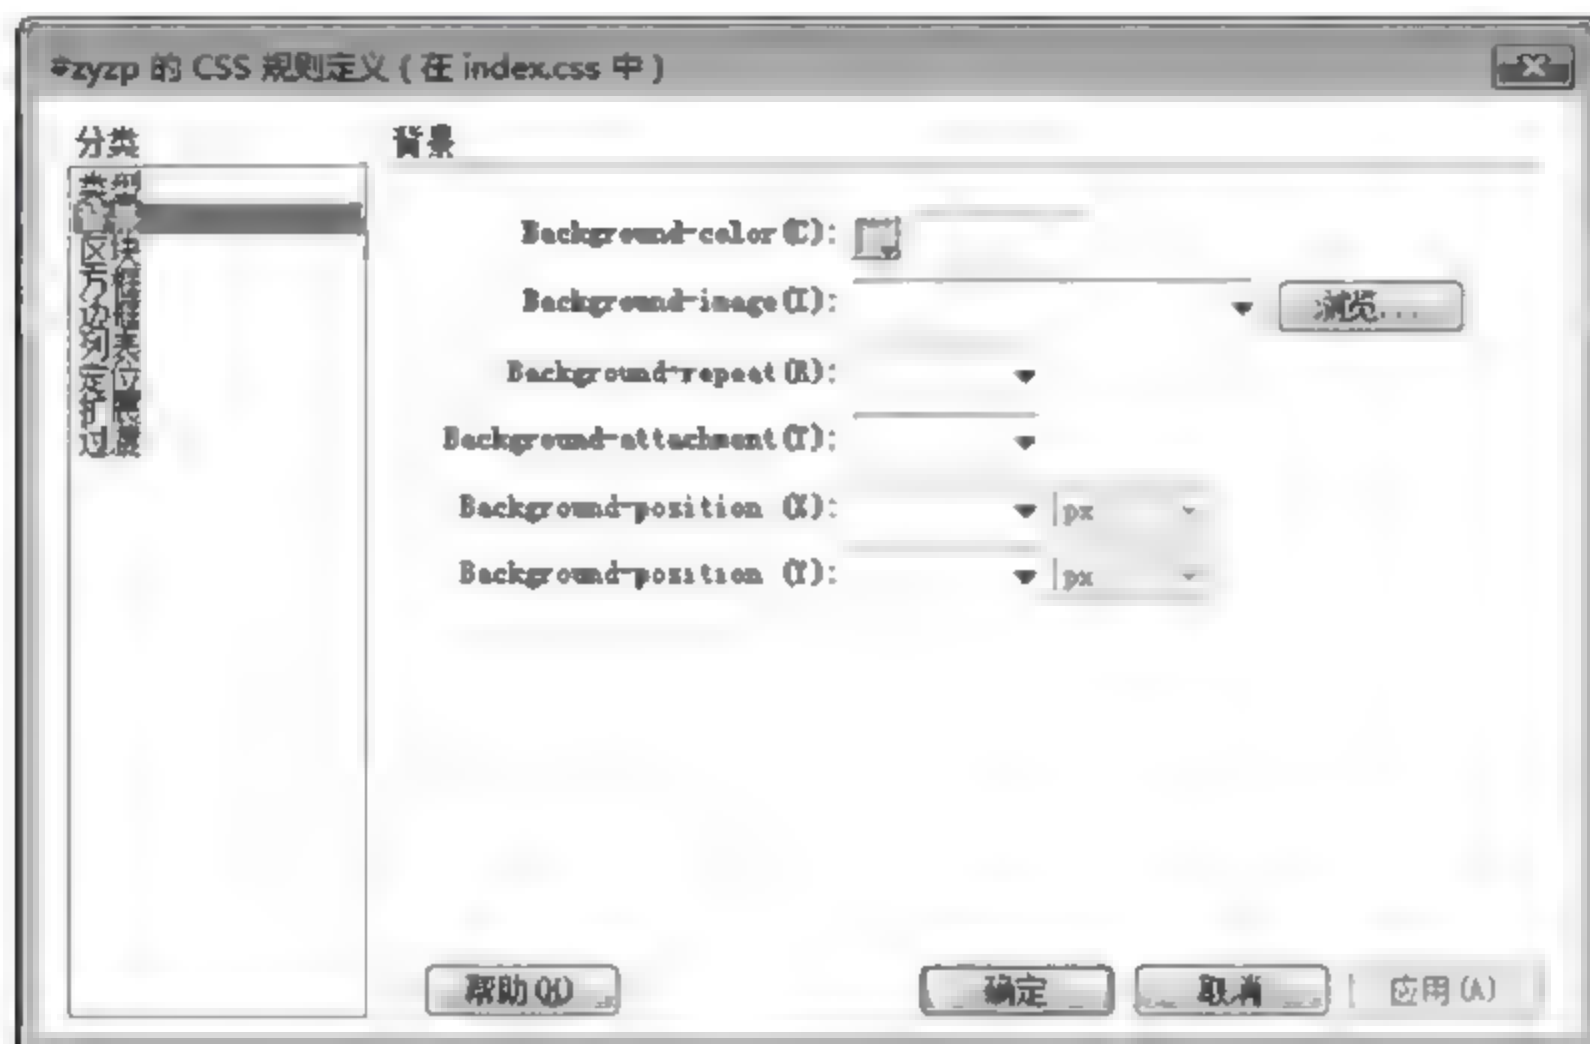 #zyzp 的 CSS 规则定义 ( 在 index.css 中 )
分类
类型
背景
区块
方框
边框
列表
定位
扩展
过渡
背景
Background-color(C):
Background-image(I):
浏览...
Background-repeat(R):
Background-attachment(T):
Background-position (X):
px
Background-position (Y):
px
帮助(H)
确定
取消
应用(A)